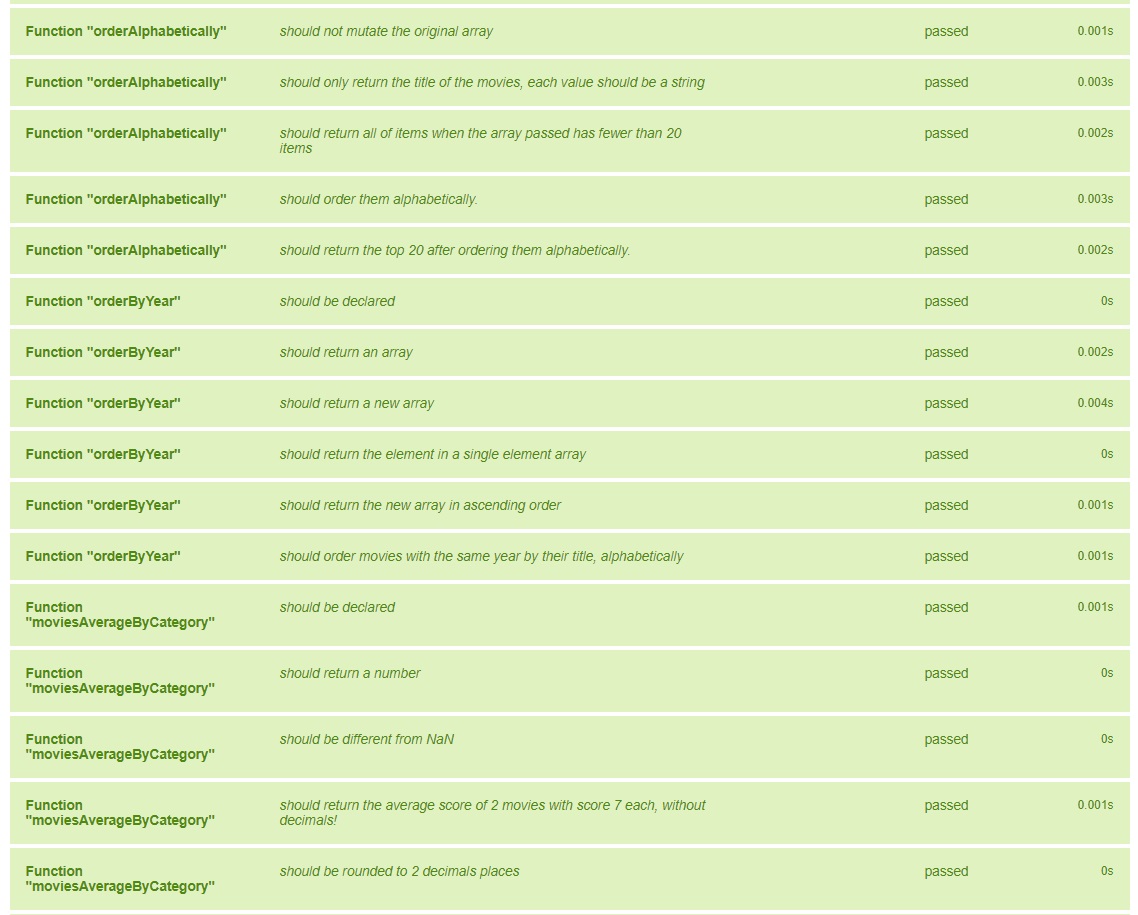 Function "orderAlphabetically" should not mutate the original array passed 0.001s
Function "orderAlphabetically" should only return the title of the movies, each value should be a string passed 0.003s
Function "orderAlphabetically" should return all of items when the array passed has fewer than 20 passed 0.002s
items
Function "orderAlphabetically" should order them alphabetically. passed 0.003s
Function "orderAlphabetically" should return the top 20 after ordering them alphabetically. passed 0.002s
Function "orderByYear" should be declared passed 0s
Function "orderByYear" should return an array passed 0.002s
Function "orderByYear" should return a new array passed 0.004s
Function "orderByYear" should return the element in a single element array passed 0s
Function "orderByYear" should return the new array in ascending order passed 0.001s
Function "orderByYear" should order movies with the same year by their title, alphabetically passed 0.001s
Function should be declared passed 0.001s
"moviesAverageByCategory"
Function should return a number passed 0s
"moviesAverageByCategory"
Function should be different from NaN passed 0s
"moviesAverageByCategory"
Function should return the average score of 2 movies with score 7 each, without passed 0.001s
"moviesAverageByCategory" decimals!
Function should be rounded to 2 decimals places passed 0s
"moviesAverageByCategory"